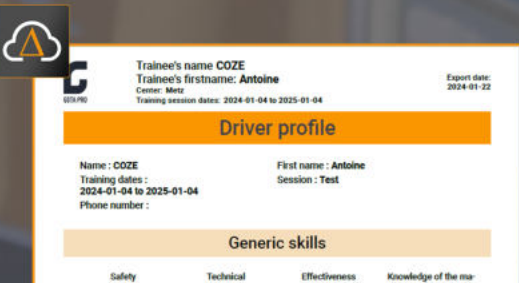 Trainee's name COZE
Trainee's firstname: Antoine
Center: Metz
Training session dates: 2024-01-04 to 2025-01-04
Export date:
2024-01-22
GOTA PRO
Driver profile
Name : COZE
First name : Antoine
Training dates :
2024-01-04 to 2025-01-04
Session : Test
Phone number :
Generic skills
Safety Technical Effectiveness Knowledge of the ma-